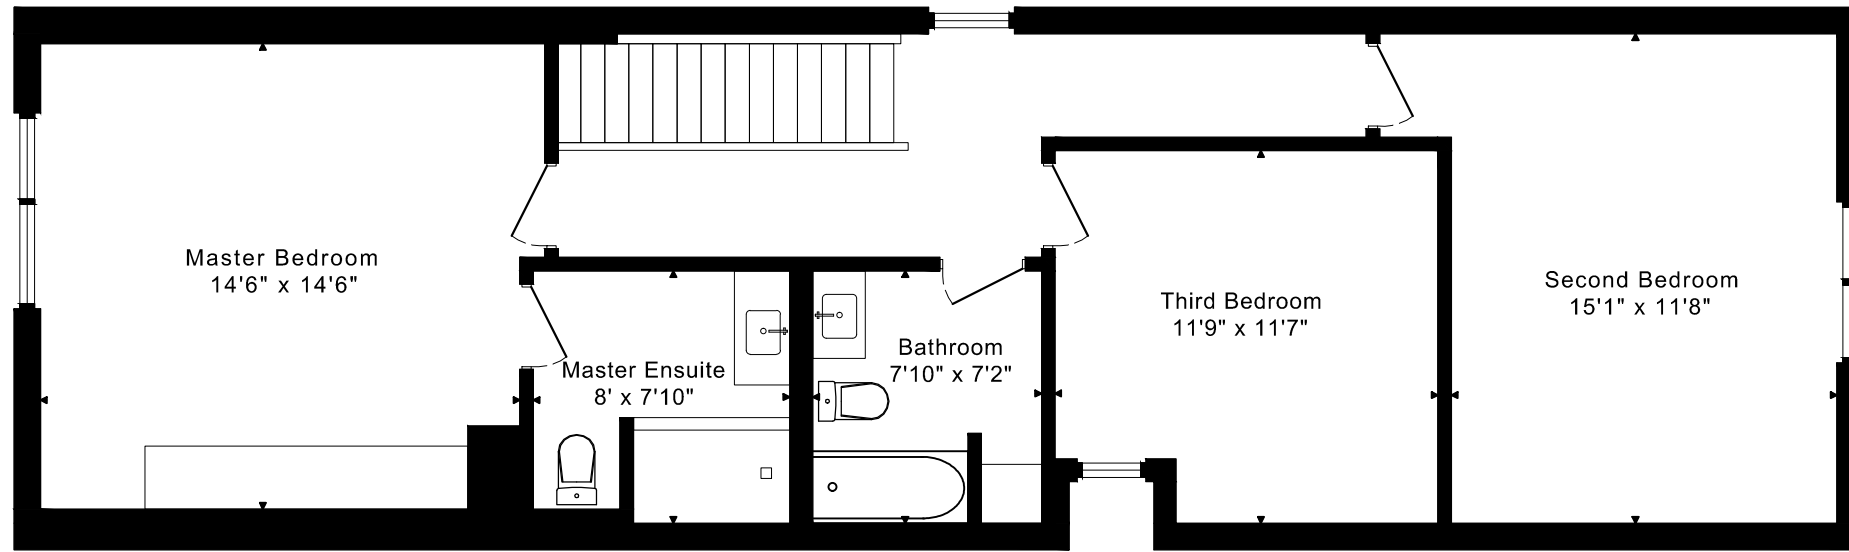 Master Bedroom
14'6" x 14'6"
Master Ensuite
8' x 7'10"
Bathroom
7'10" x 7'2"
Third Bedroom
11'9" x 11'7"
Second Bedroom
15'1" x 11'8"